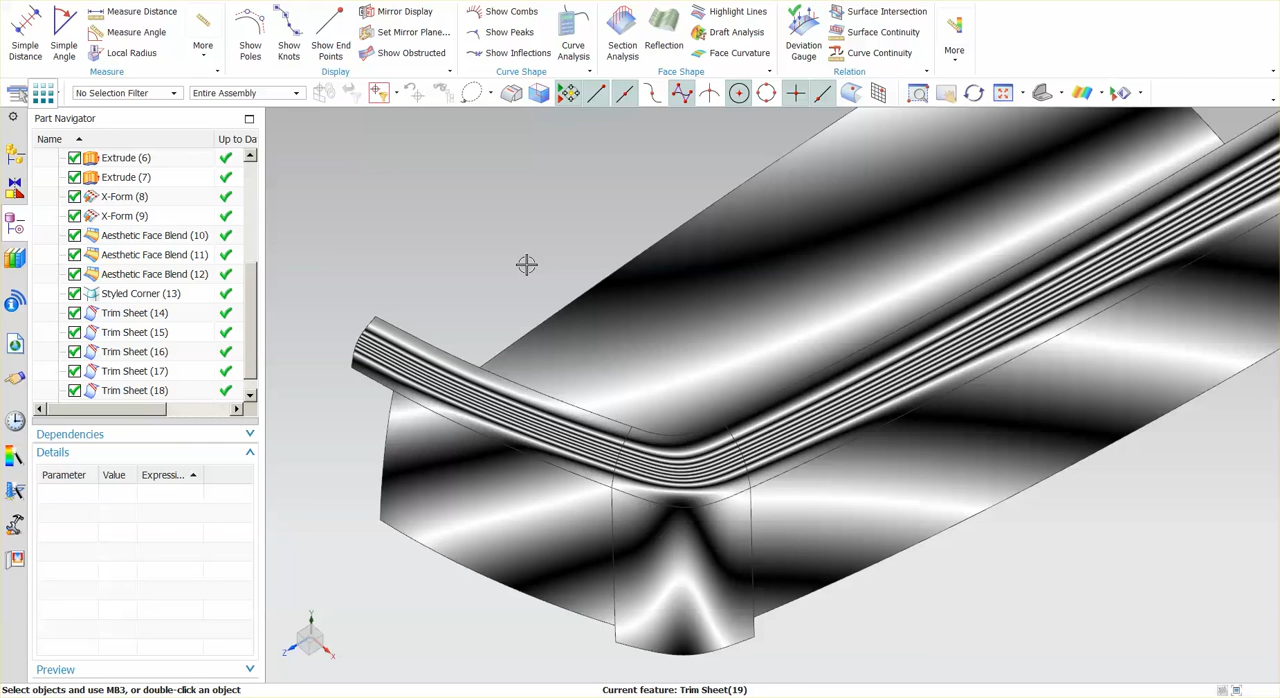 Simple Distance
Simple Angle
Measure Distance
Measure Angle
Local Radius
More
Measure
Show Points
Show Knots
Show End Points
Mirror Display
Set Mirror Plane...
Show Obstructed
Display
Show Combs
Show Peaks
Show Inflections
Curve Analysis
Curve Shape
Section Analysis
Reflection
Highlight Lines
Draft Analysis
Face Curvature
Face Shape
Deviation Gauge
Surface Intersection
Surface Continuity
Curve Continuity
Relation
More
No Selection Filter
Entire Assembly
Part Navigator
Name
Up to Da
Extrude (6)
Extrude (7)
X-Form (8)
X-Form (9)
Aesthetic Face Blend (10)
Aesthetic Face Blend (11)
Aesthetic Face Blend (12)
Styled Corner (13)
Trim Sheet (14)
Trim Sheet (15)
Trim Sheet (16)
Trim Sheet (17)
Trim Sheet (18)
Dependencies
Details
Parameter
Value
Expressi...
Preview
Y
Z
X
Select objects and use MB3, or double-click an object
Current feature: Trim Sheet(19)